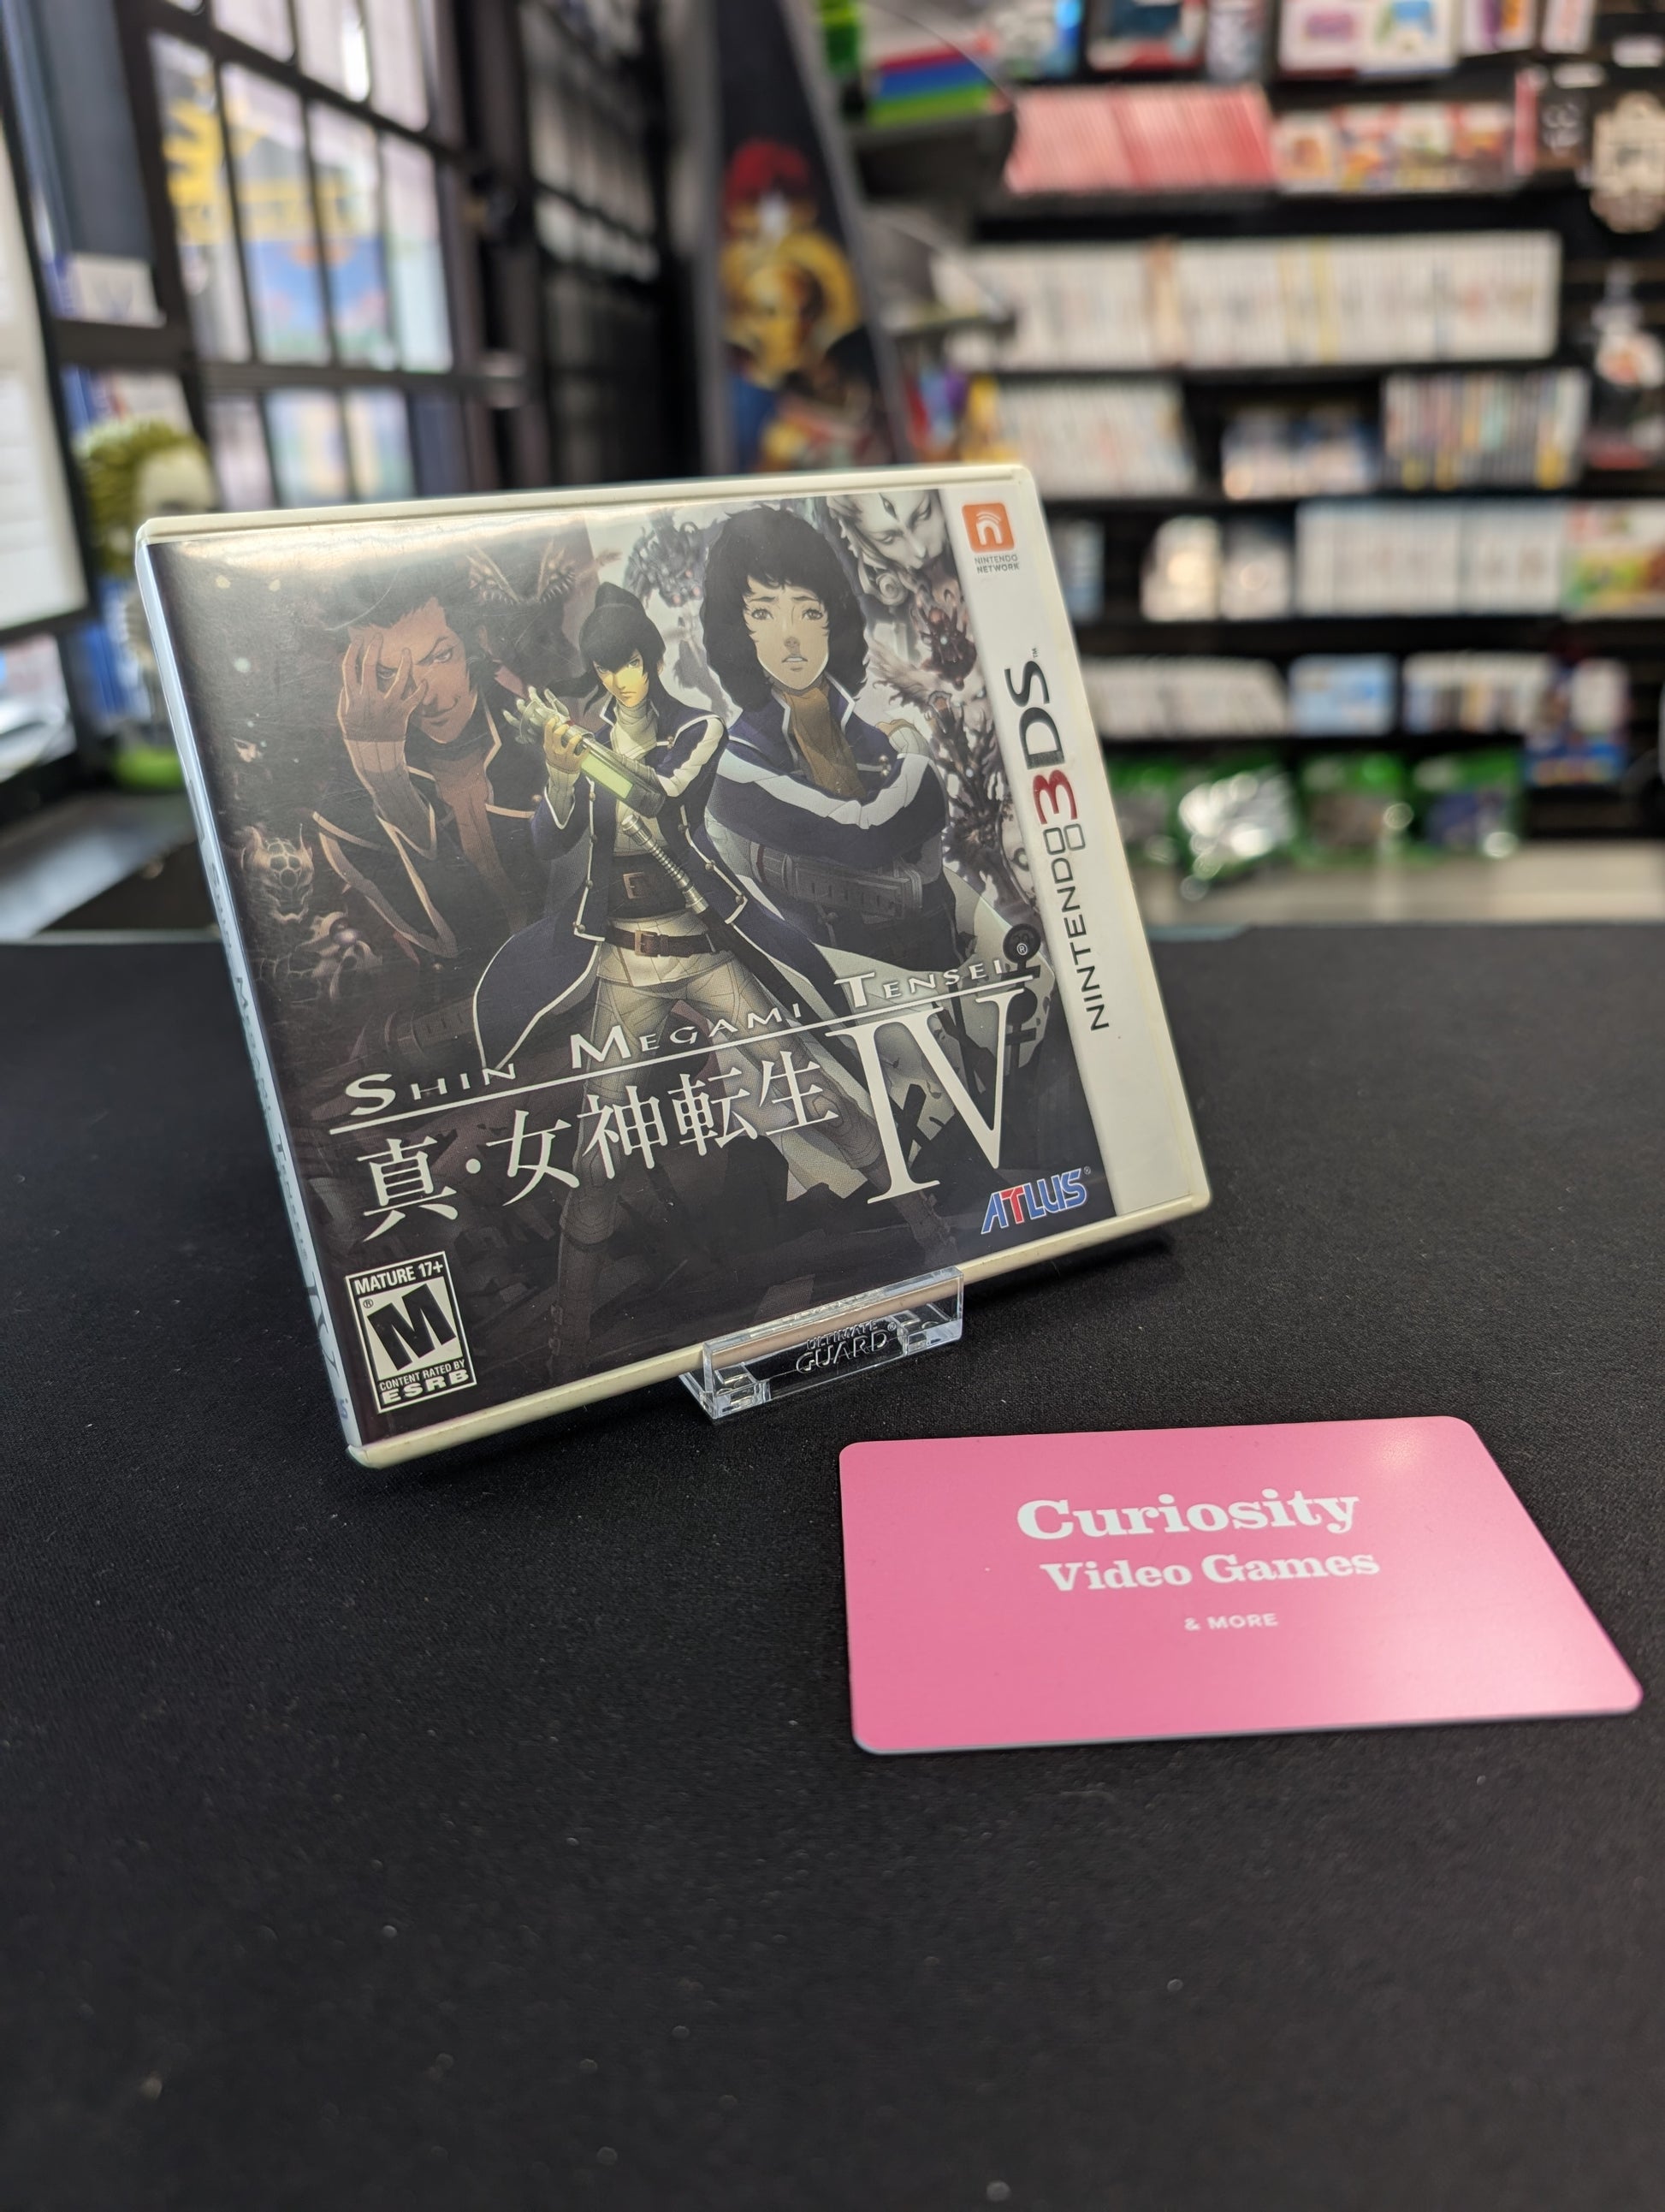 NINTENDO
NETWORK
NINTENDO 3DS™
SHIN MEGAMI TENSEI®
真・女神転生 IV
ATLUS®
MATURE 17+
M®
CONTENT RATED BY
ESRB
ULTIMATE
GUARD®
Curiosity
Video Games
& MORE